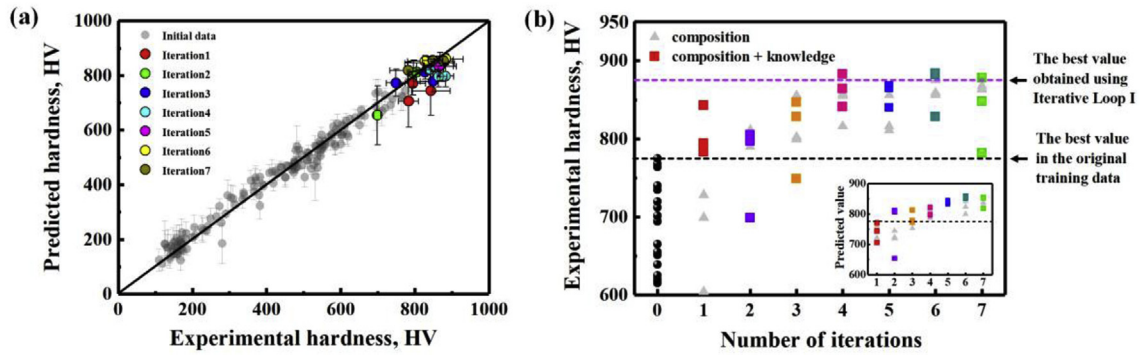 (a)
1000
800
600
400
200
0
0 200 400 600 800 1000
Predicted hardness, HV
Experimental hardness, HV
Initial data
Iteration1
Iteration2
Iteration3
Iteration4
Iteration5
Iteration6
Iteration7
(b)
950
900
850
800
750
700
650
600
0 1 2 3 4 5 6 7
Experimental hardness, HV
Number of iterations
composition
composition + knowledge
900
800
700
600
1 2 3 4 5 6 7
Predicted value
The best value
obtained using
Iterative Loop I
The best value
in the original
training data